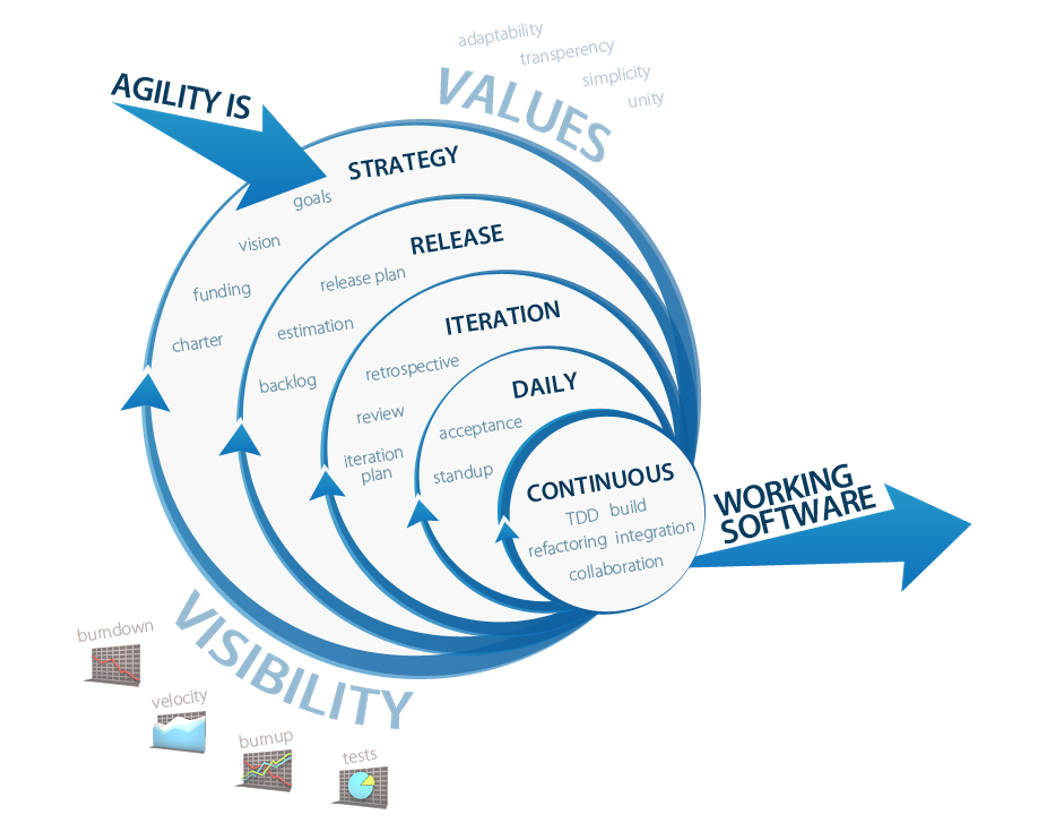 adaptability
transperency
simplicity
unity
VALUES
AGILITY IS
STRATEGY
goals
vision
funding
charter
RELEASE
release plan
estimation
backlog
ITERATION
retrospective
review
iteration
plan
DAILY
acceptance
standup
CONTINUOUS
TDD build
refactoring integration
collaboration
WORKING
SOFTWARE
VISIBILITY
burndown
velocity
burnup
tests